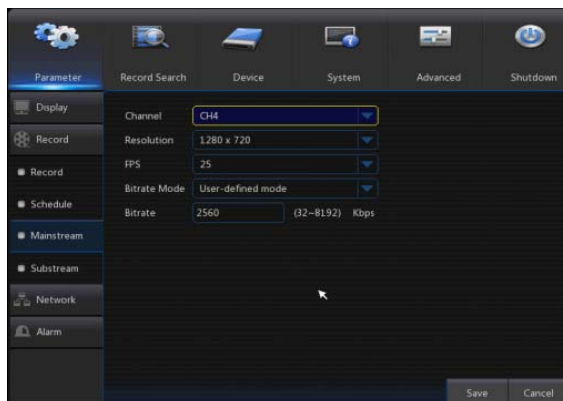 Parameter Record Search Device System Advanced Shutdown
Display
Record
Record
Schedule
Mainstream
Substream
Network
Alarm
Channel CH4
Resolution 1280 x 720
FPS 25
Bitrate Mode User-defined mode
Bitrate 2560 (32~8192) Kbps
Save Cancel